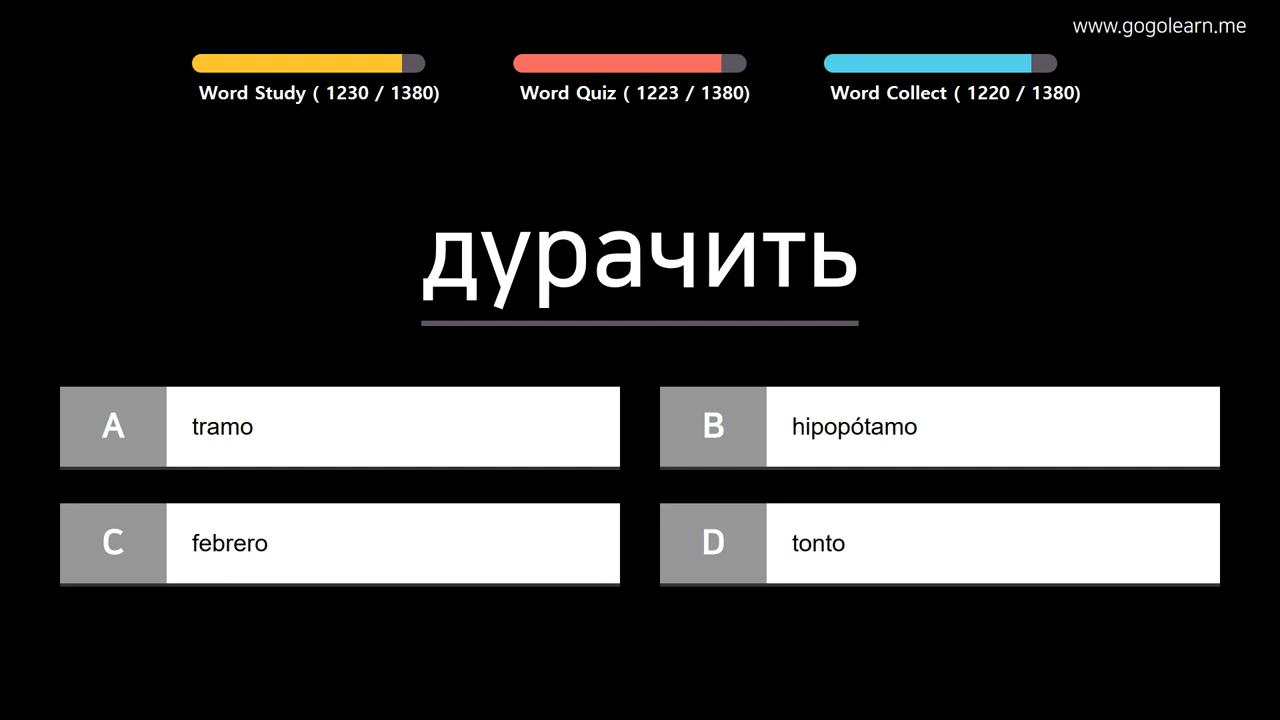 www.gogolearn.me
Word Study ( 1230 / 1380)
Word Quiz ( 1223 / 1380)
Word Collect ( 1220 / 1380)
дурачить
A tramo
B hipopótamo
C febrero
D tonto